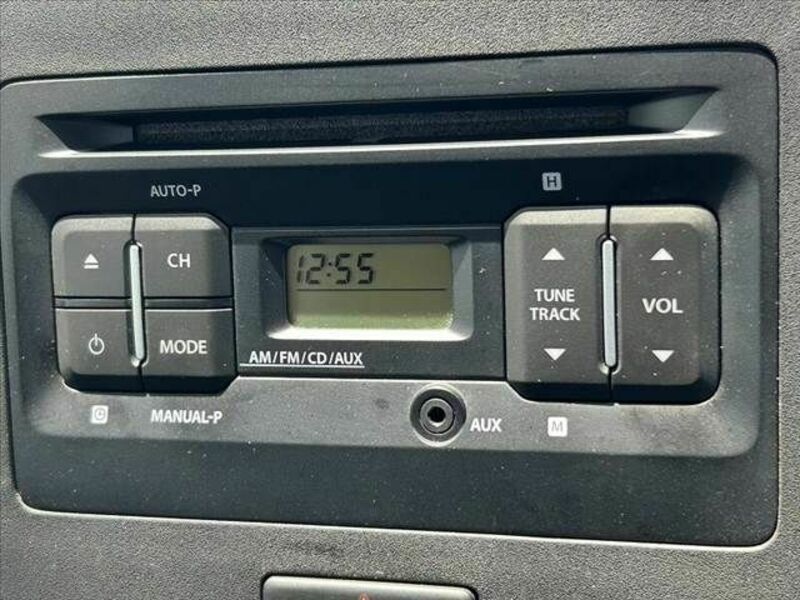 AUTO-P
H
CH
12:55
TUNE
TRACK
VOL
MODE
AM/FM/CD/AUX
MANUAL-P
AUX
M